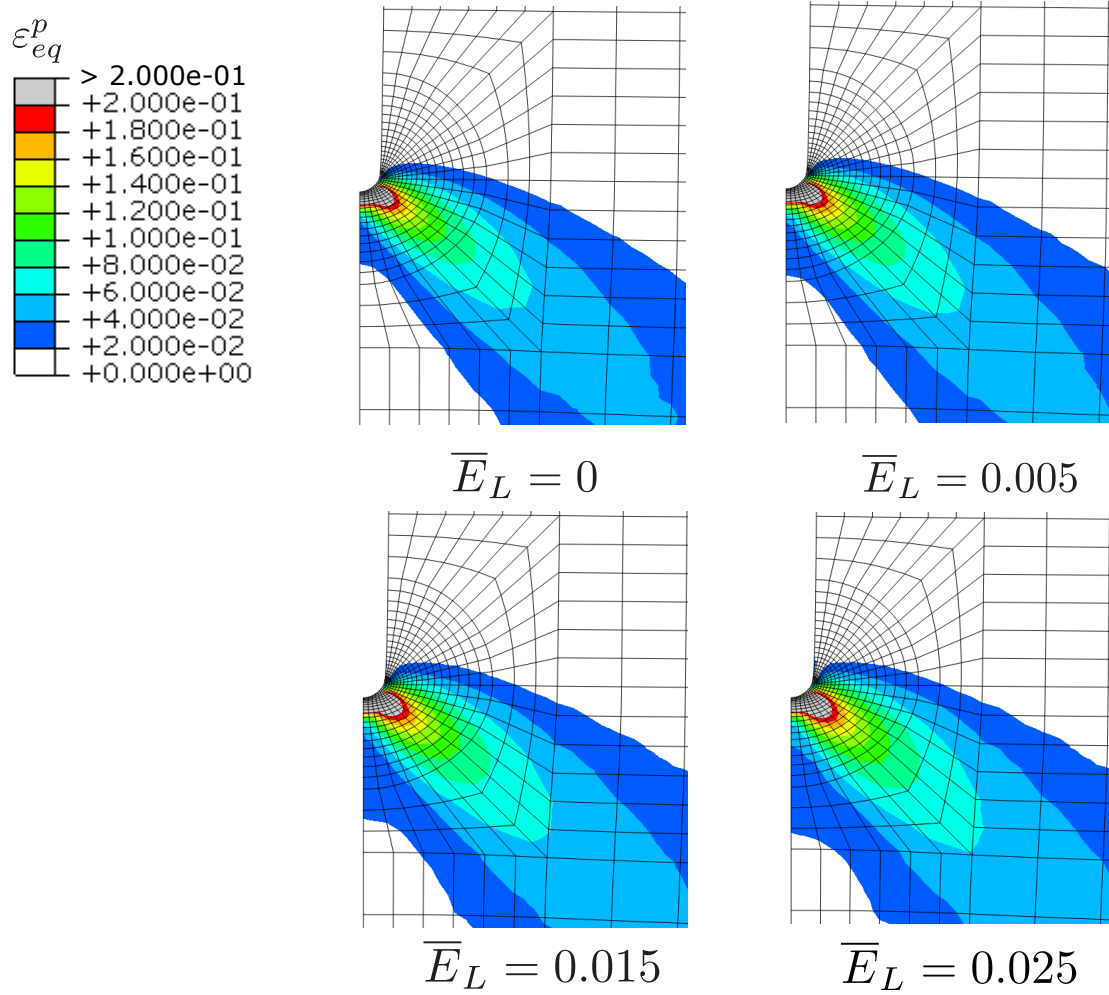 ε^p_eq
> 2.000e-01
+2.000e-01
+1.800e-01
+1.600e-01
+1.400e-01
+1.200e-01
+1.000e-01
+8.000e-02
+6.000e-02
+4.000e-02
+2.000e-02
+0.000e+00
E̅_L = 0
E̅_L = 0.005
E̅_L = 0.015
E̅_L = 0.025